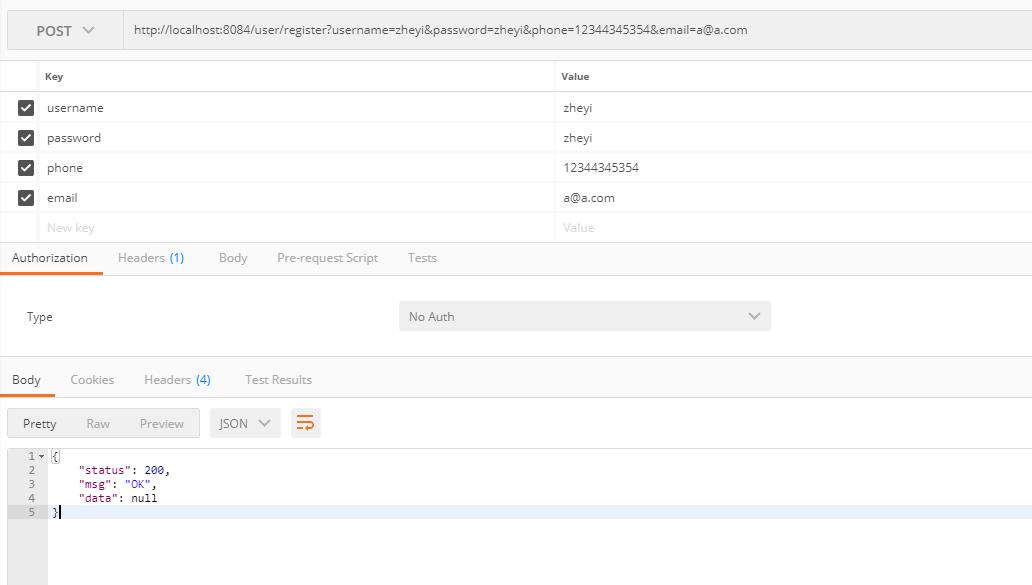 POST http://localhost:8084/user/register?username=zheyi&password=zheyi&phone=12344345354&email=a@a.com
Key Value
username zheyi
password zheyi
phone 12344345354
email a@a.com
New key Value
Authorization Headers (1) Body Pre-request Script Tests
Type No Auth
Body Cookies Headers (4) Test Results
Pretty Raw Preview JSON
1 {
2 "status": 200,
3 "msg": "OK",
4 "data": null
5 }